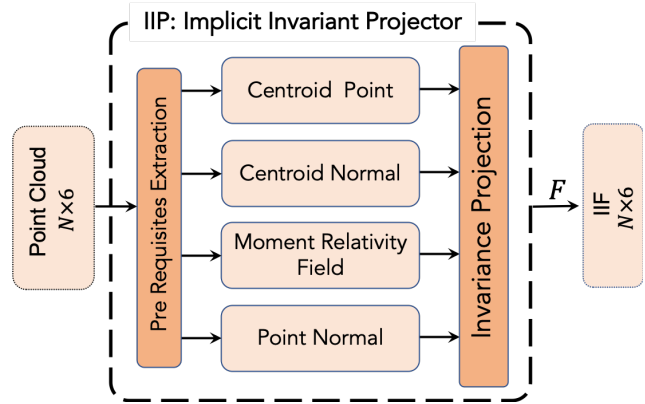 IIP: Implicit Invariant Projector
Point Cloud
N×6
Pre Requisites Extraction
Centroid Point
Centroid Normal
Moment Relativity
Field
Point Normal
Invariance Projection
F
IIF
N×6